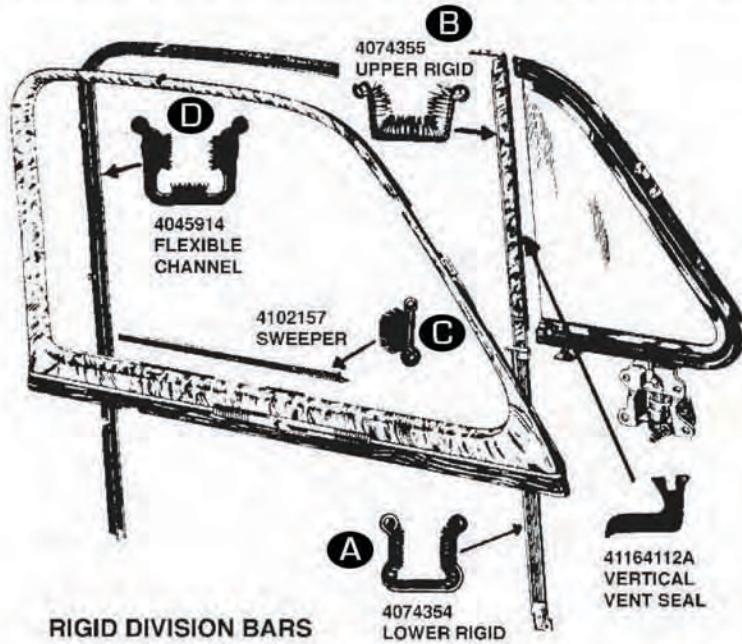 B
4074355
UPPER RIGID
D
4045914
FLEXIBLE
CHANNEL
4102157
SWEEPER
C
A
4074354
LOWER RIGID
41164112A
VERTICAL
VENT SEAL
RIGID DIVISION BARS